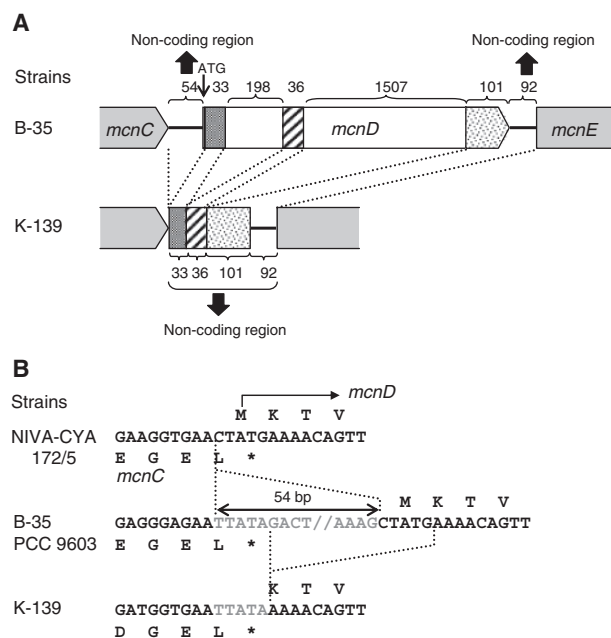 A
Non-coding region Non-coding region
Strains
54 ATG 33 198 36 1507 101 92
B-35 mcnC mcnD mcnE
K-139
33 36 101 92
Non-coding region
B
Strains mcnD
M K T V
NIVA-CYA GAAGGTGAACTATGAAAACAGTT
172/5 E G E L *
mcnC
54 bp M K T V
B-35 GAGGGAGAATTATAGACT//AAAGCTATGAAAACAGTT
PCC 9603 E G E L *
K T V
K-139 GATGGTGAATTATAAAAACAGTT
D G E L *